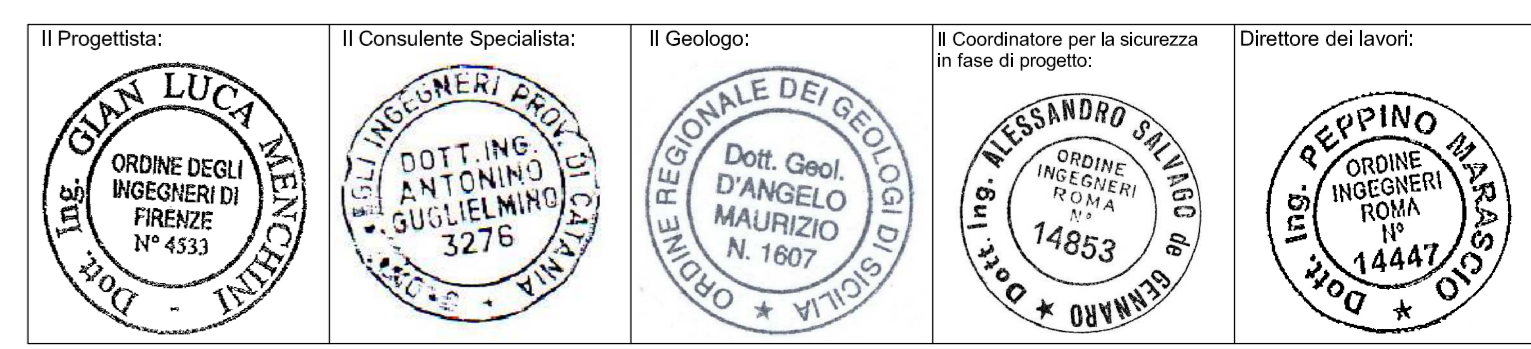 Il Progettista:
Dott. Ing. GIAN LUCA MENCHINI -
ORDINE DEGLI
INGEGNERI DI
FIRENZE
N° 4533
Il Consulente Specialista:
INGEGNERI PROV. DI CATANIA
DOTT. ING.
ANTONINO
GUGLIELMINO
3276
Il Geologo:
ORDINE REGIONALE DEI GEOLOGI DI SICILIA ★
Dott. Geol.
D'ANGELO
MAURIZIO
N. 1607
Il Coordinatore per la sicurezza
in fase di progetto:
Dott. Ing. ALESSANDRO SALVAGO de GENNARO ★
ORDINE
INGEGNERI
ROMA
N°
14853
Direttore dei lavori:
Dott. Ing. PEPPINO MARASCIO ★
ORDINE
INGEGNERI
ROMA
N°
14447